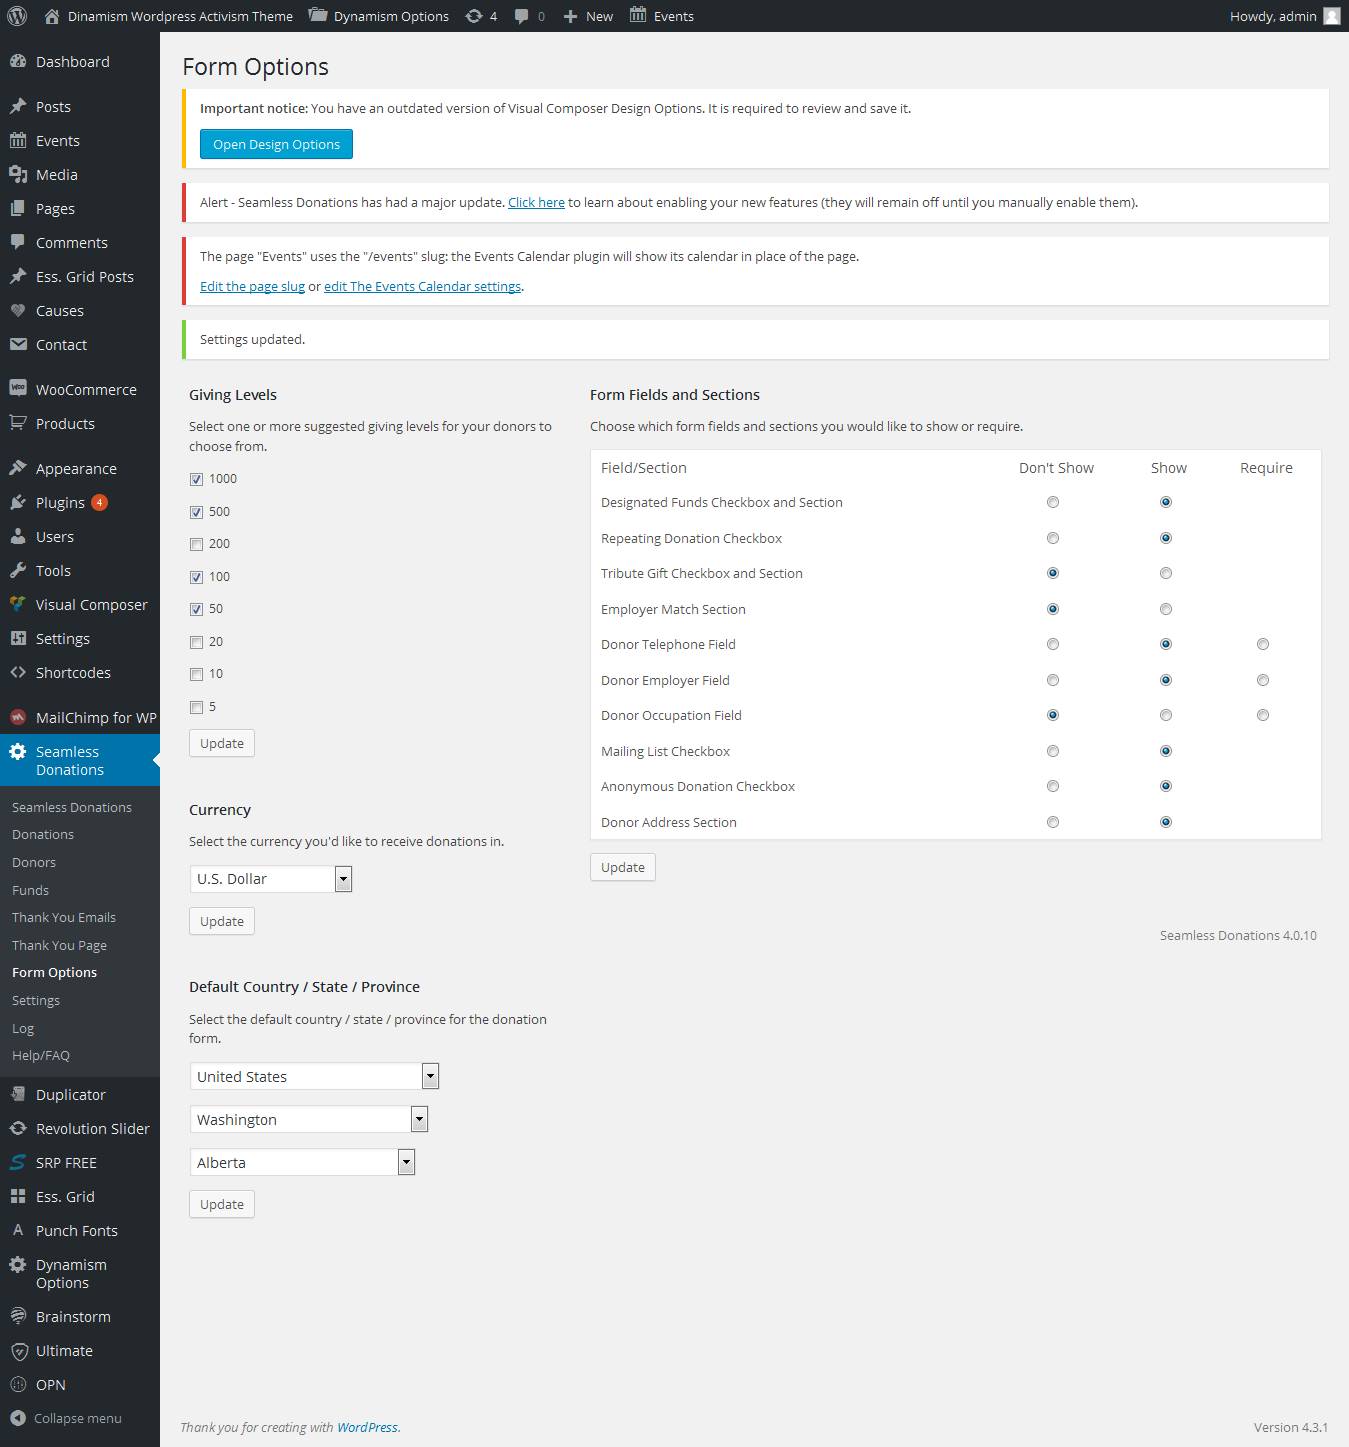 Dinamism Wordpress Activism Theme Dynamism Options 4 0 New Events Howdy, admin
Dashboard
Posts
Events
Media
Pages
Comments
Ess. Grid Posts
Causes
Contact
WOO WooCommerce
Products
Appearance
Plugins 4
Users
Tools
Visual Composer
Settings
Shortcodes
MailChimp for WP
Seamless
Donations
Seamless Donations
Donations
Donors
Funds
Thank You Emails
Thank You Page
Form Options
Settings
Log
Help/FAQ
Duplicator
Revolution Slider
SRP FREE
Ess. Grid
A Punch Fonts
Dynamism
Options
Brainstorm
Ultimate
OPN
Collapse menu
Form Options
Important notice: You have an outdated version of Visual Composer Design Options. It is required to review and save it.
Open Design Options
Alert - Seamless Donations has had a major update. Click here to learn about enabling your new features (they will remain off until you manually enable them).
The page "Events" uses the "/events" slug: the Events Calendar plugin will show its calendar in place of the page.
Edit the page slug or edit The Events Calendar settings.
Settings updated.
Giving Levels
Select one or more suggested giving levels for your donors to
choose from.
1000
500
200
100
50
20
10
5
Update
Currency
Select the currency you'd like to receive donations in.
U.S. Dollar
Update
Default Country / State / Province
Select the default country / state / province for the donation
form.
United States
Washington
Alberta
Update
Form Fields and Sections
Choose which form fields and sections you would like to show or require.
Field/Section Don't Show Show Require
Designated Funds Checkbox and Section
Repeating Donation Checkbox
Tribute Gift Checkbox and Section
Employer Match Section
Donor Telephone Field
Donor Employer Field
Donor Occupation Field
Mailing List Checkbox
Anonymous Donation Checkbox
Donor Address Section
Update
Seamless Donations 4.0.10
Thank you for creating with WordPress. Version 4.3.1